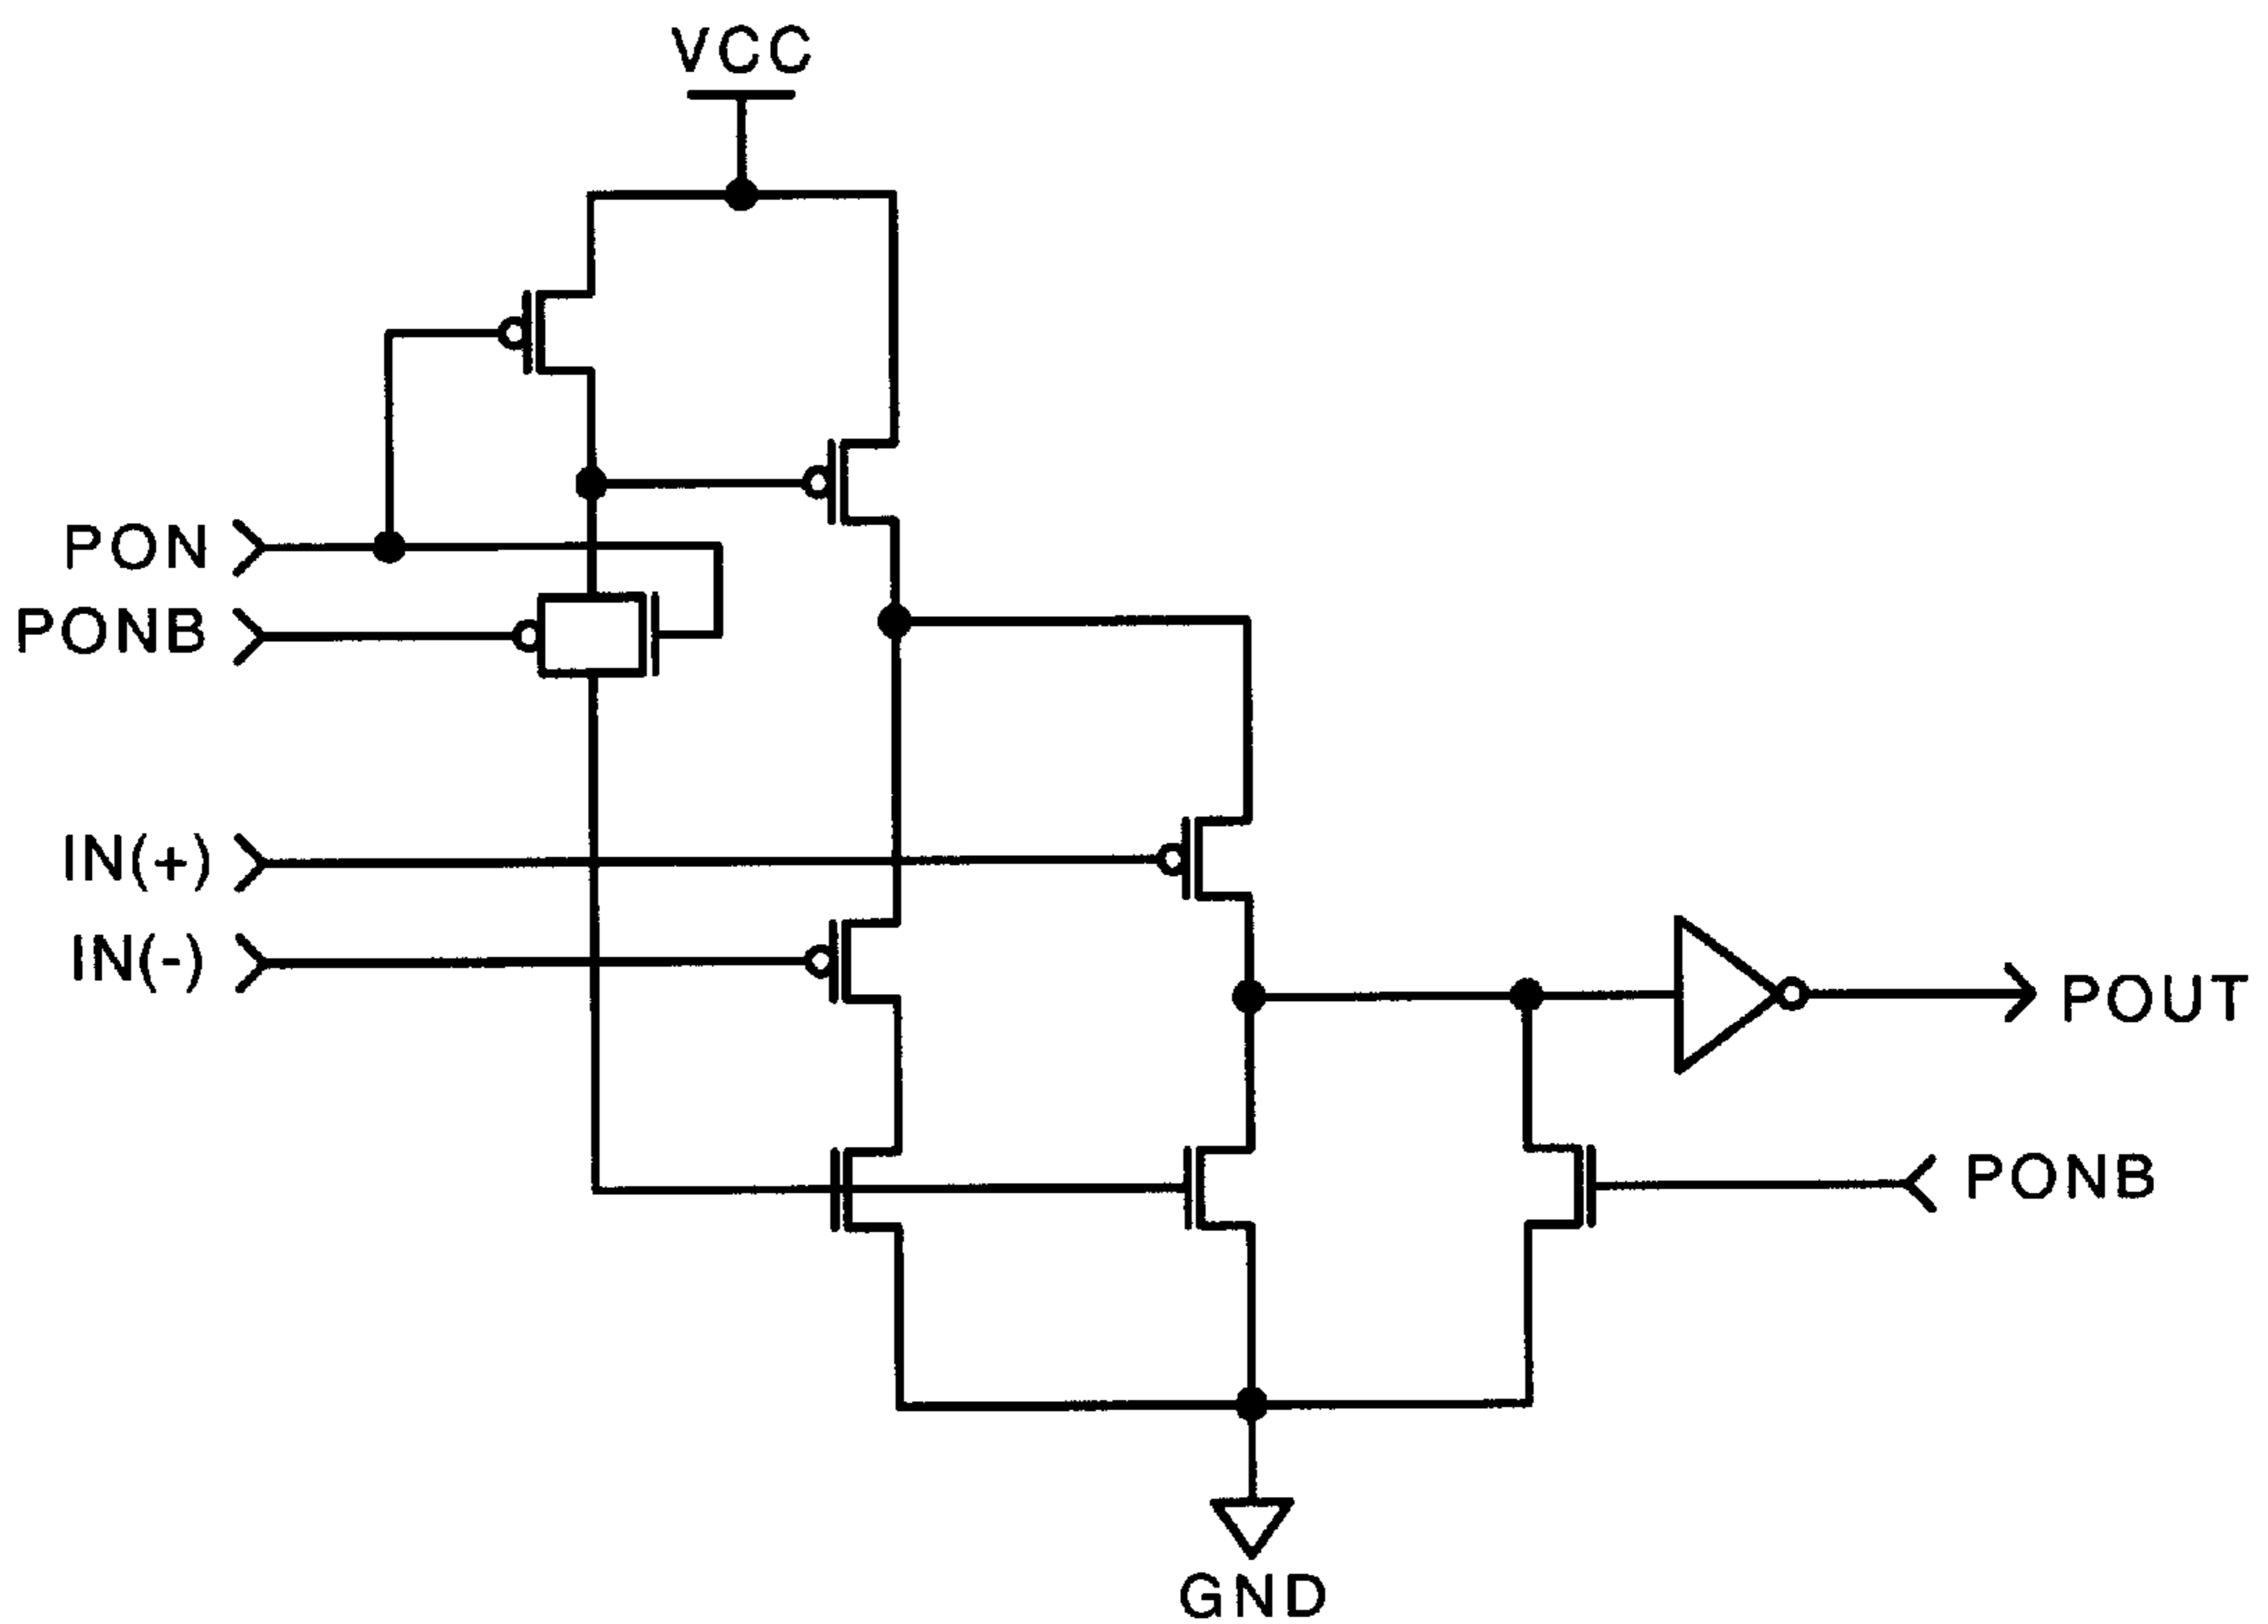 VCC
PON
PONB
IN(+)
IN(-)
POUT
PONB
GND